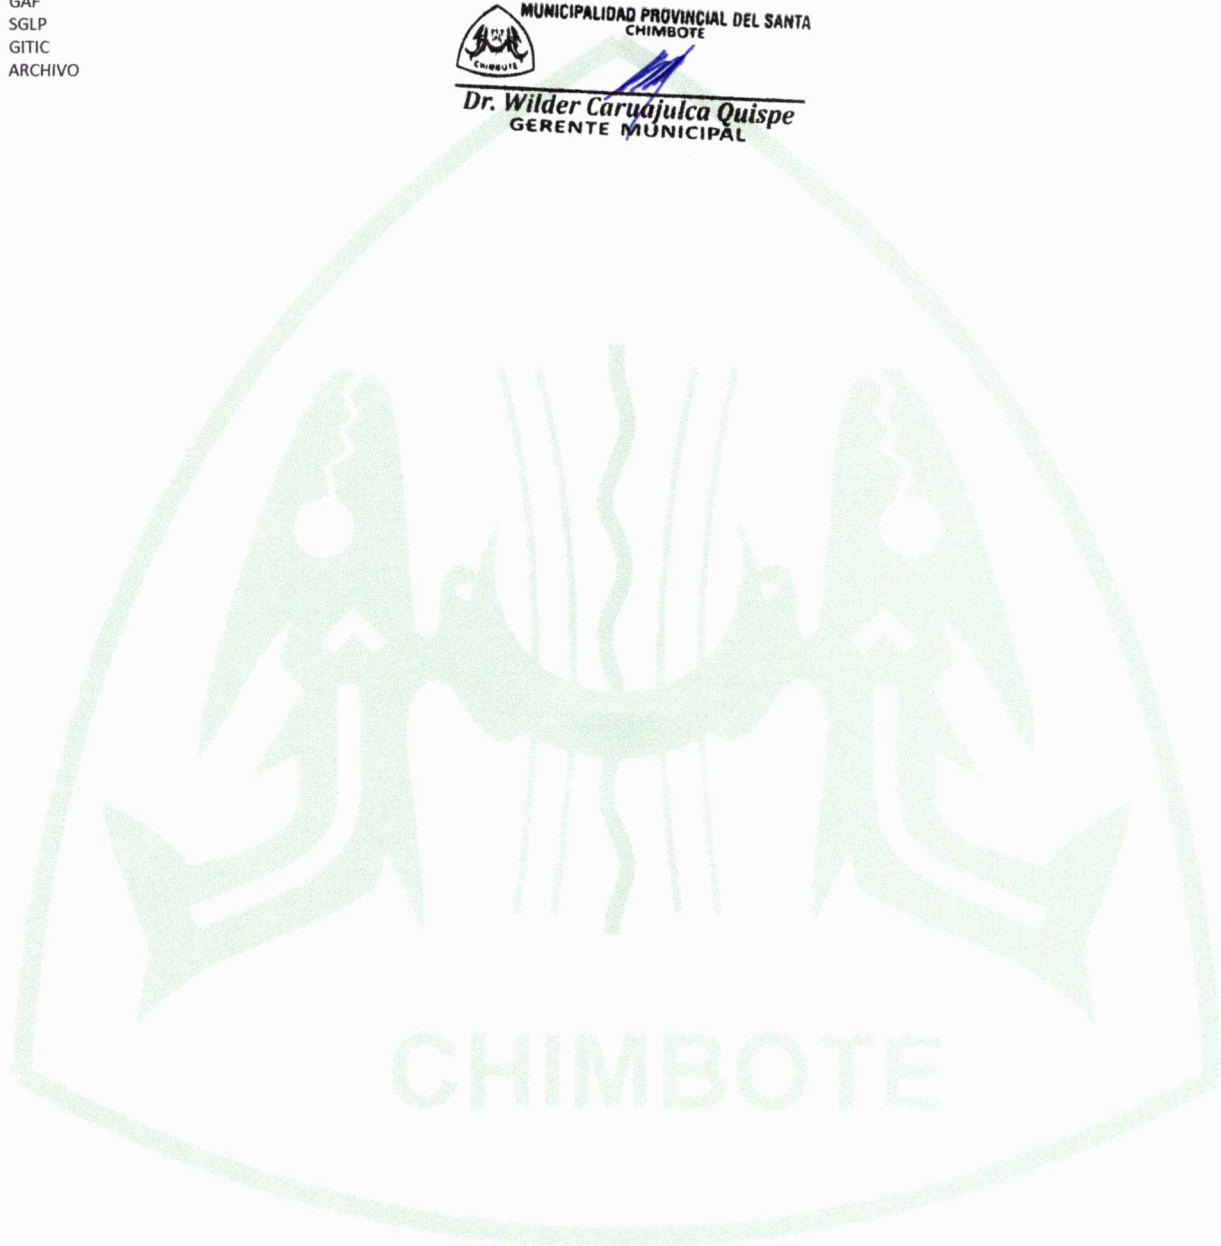 GAF
SGLP
GITIC
ARCHIVO
MUNICIPALIDAD PROVINCIAL DEL SANTA
CHIMBOTE
CHIMBOTE
Dr. Wilder Caruajulca Quispe
GERENTE MUNICIPAL
CHIMBOTE